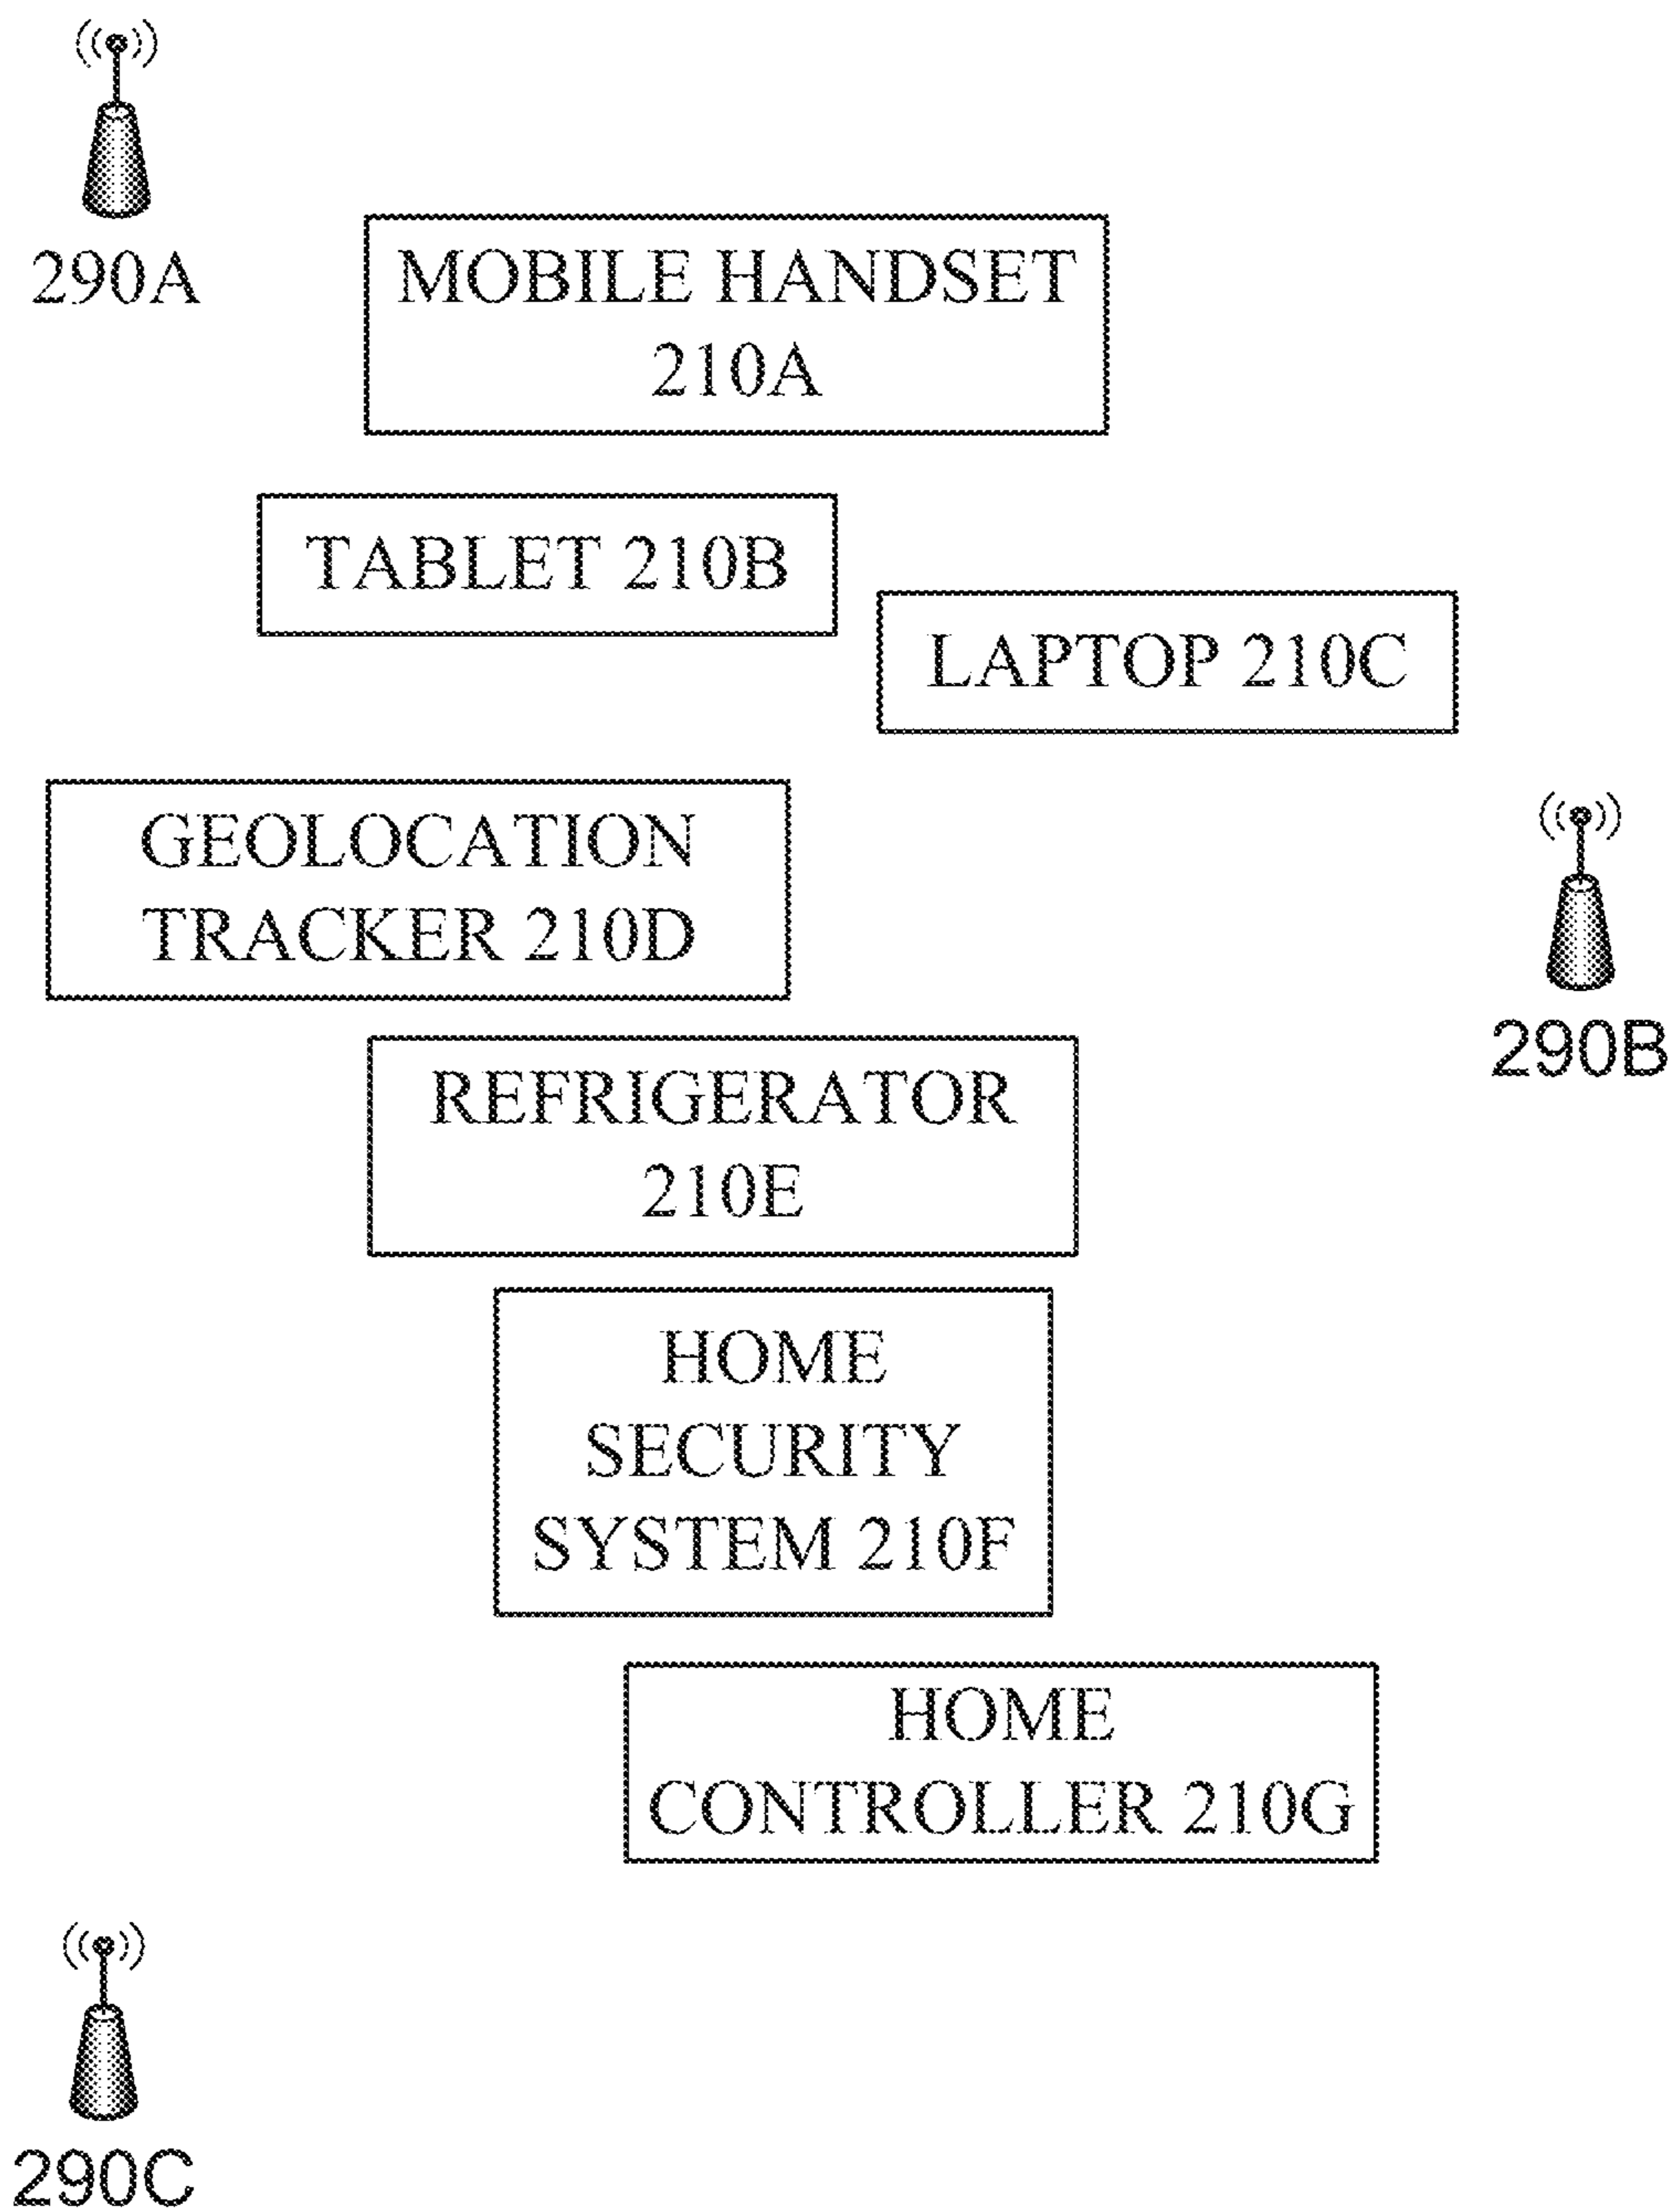 290A
MOBILE HANDSET
210A
TABLET 210B
LAPTOP 210C
GEOLOCATION
TRACKER 210D
290B
REFRIGERATOR
210E
HOME
SECURITY
SYSTEM 210F
HOME
CONTROLLER 210G
290C